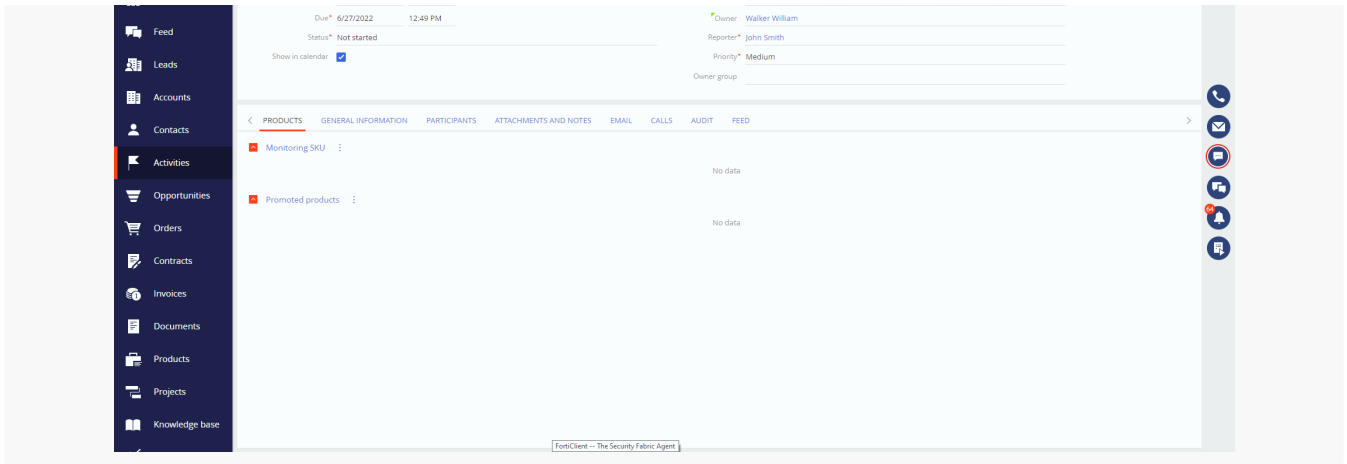 Due* 6/27/2022 12:49 PM
Owner Walker William
Feed
Status* Not started
Reporter* John Smith
Show in calendar
Priority* Medium
Leads
Owner group
Accounts
PRODUCTS GENERAL INFORMATION PARTICIPANTS ATTACHMENTS AND NOTES EMAIL CALLS AUDIT FEED
Contacts
Monitoring SKU
Activities
No data
Opportunities
Promoted products
64
No data
Orders
Contracts
Invoices
Documents
Products
Projects
Knowledge base
FortiClient -- The Security Fabric Agent